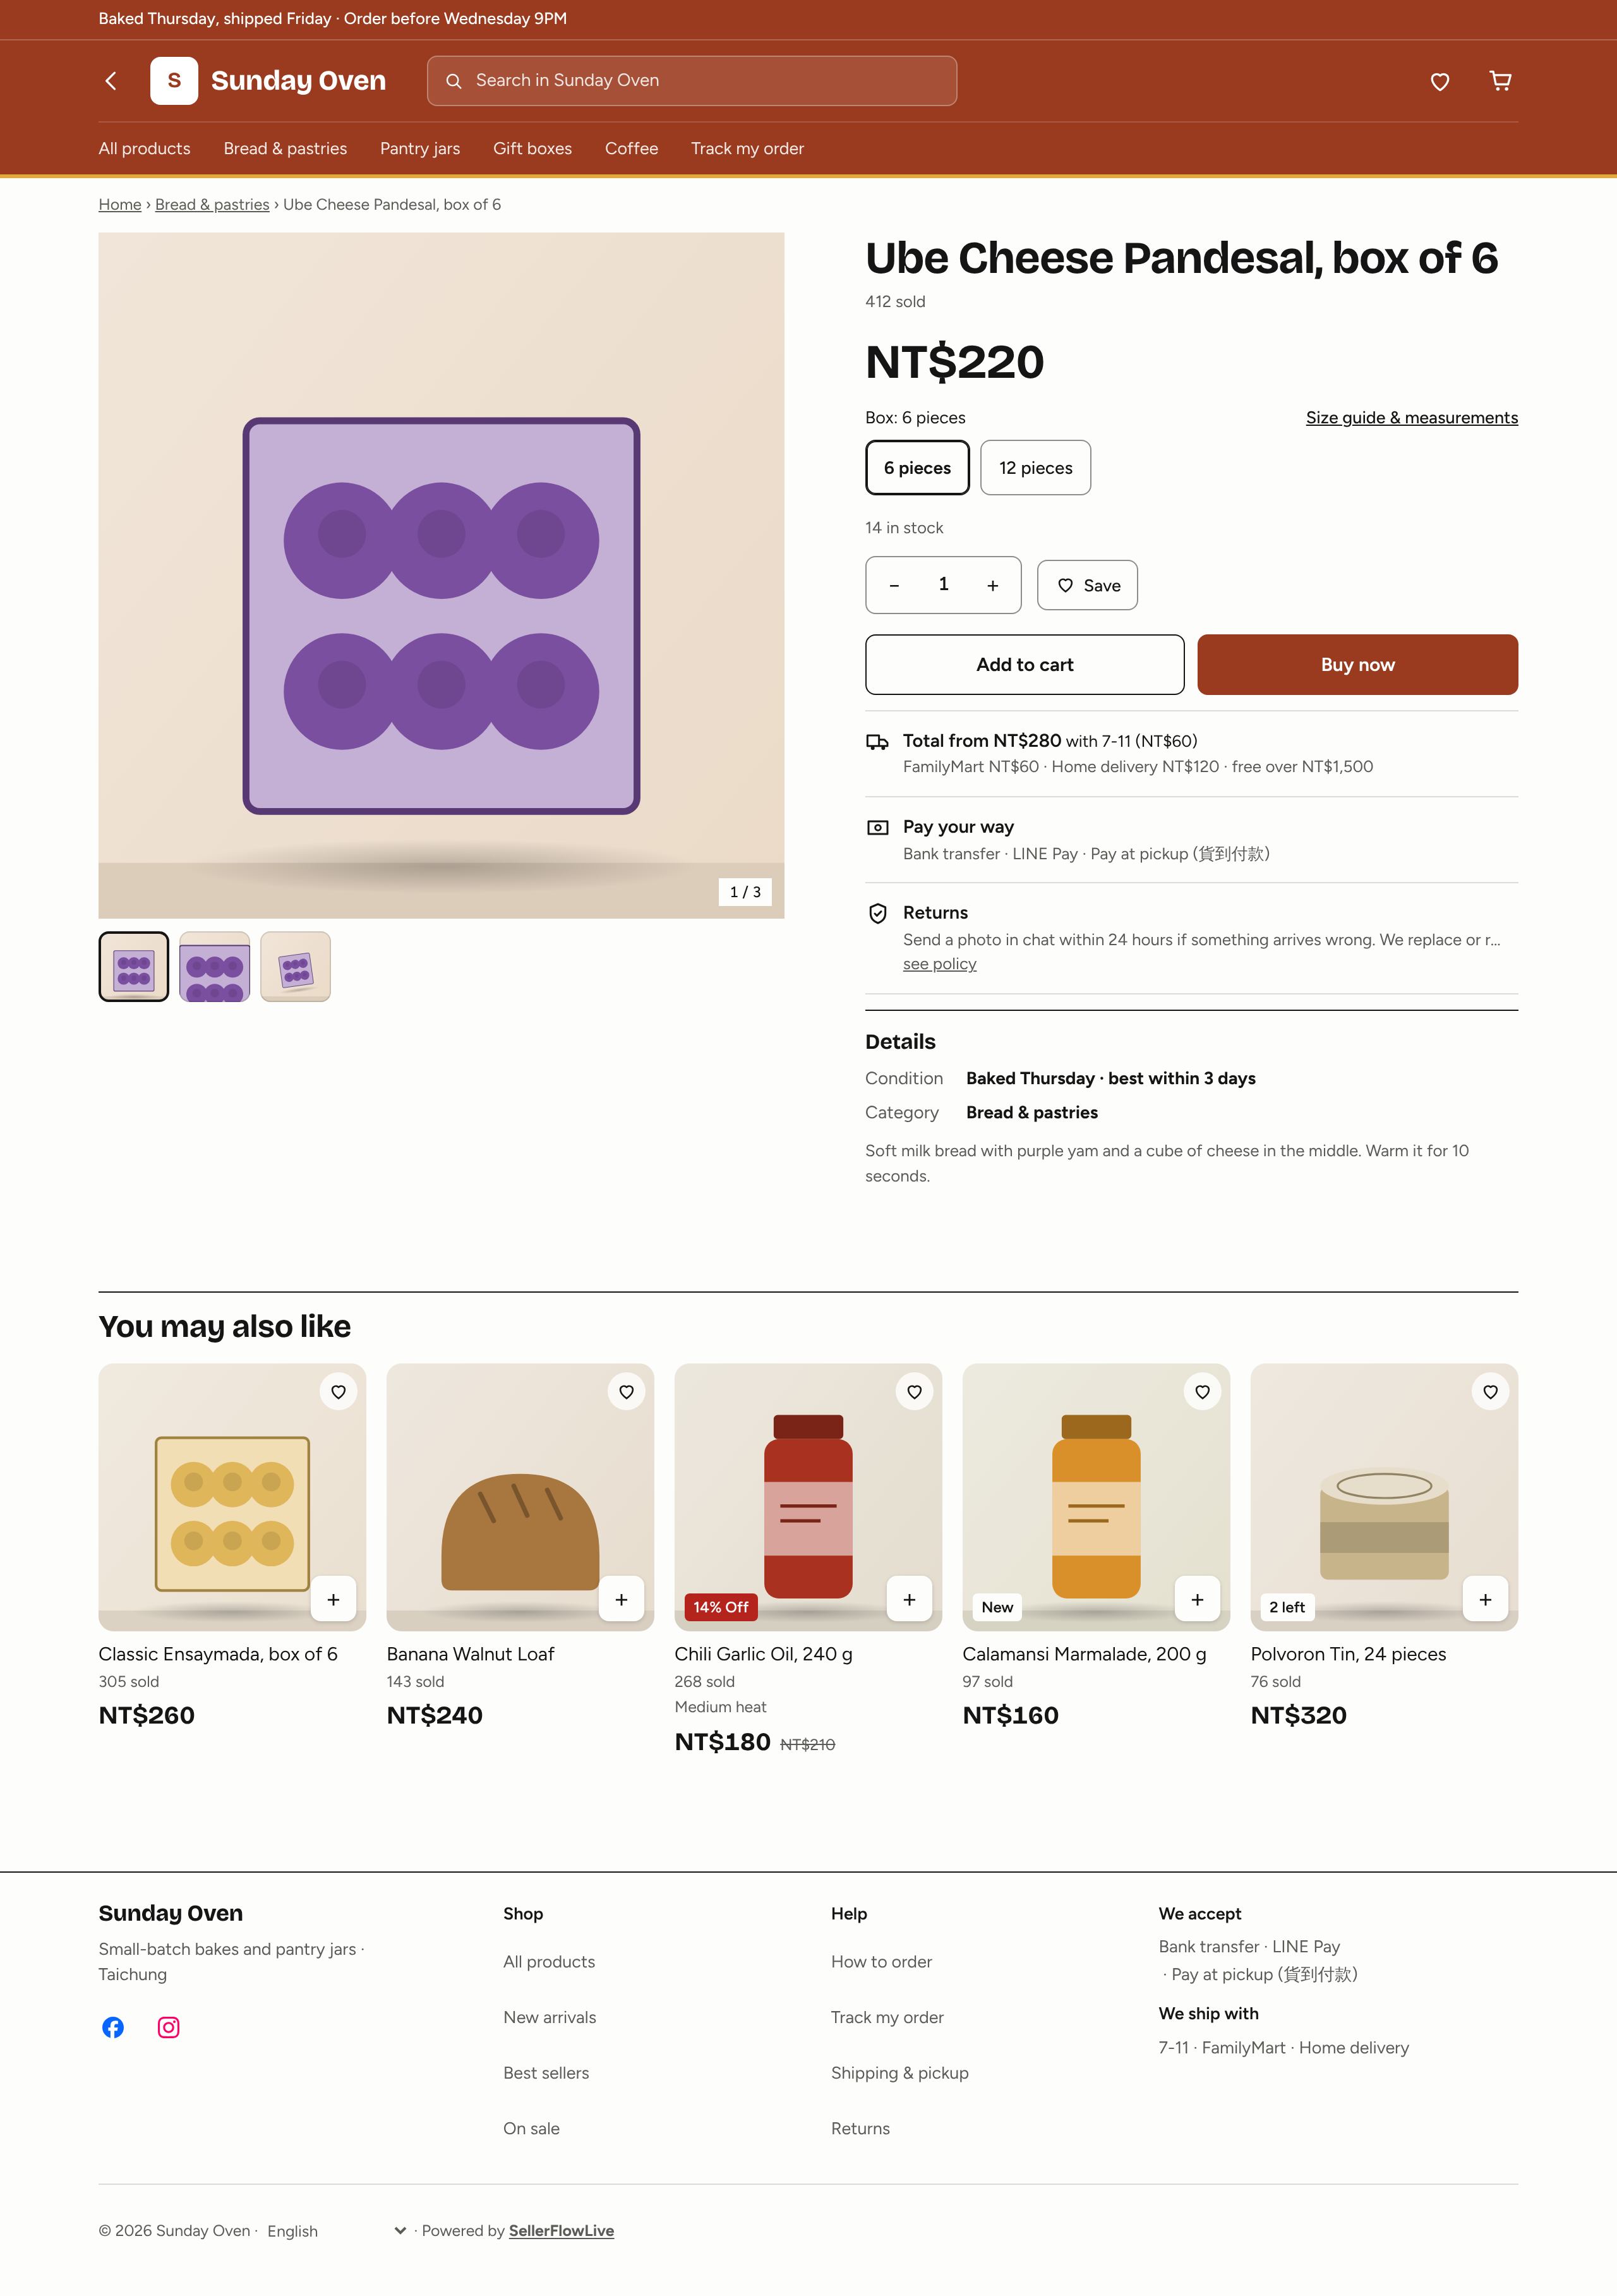 Baked Thursday, shipped Friday · Order before Wednesday 9PM
S
Sunday Oven
Search in Sunday Oven
All products
Bread & pastries
Pantry jars
Gift boxes
Coffee
Track my order
Home › Bread & pastries › Ube Cheese Pandesal, box of 6
1 / 3
Ube Cheese Pandesal, box of 6
412 sold
NT$220
Box: 6 pieces
Size guide & measurements
6 pieces
12 pieces
14 in stock
− 1 +
Save
Add to cart
Buy now
Total from NT$280 with 7-11 (NT$60)
FamilyMart NT$60 · Home delivery NT$120 · free over NT$1,500
Pay your way
Bank transfer · LINE Pay · Pay at pickup (貨到付款)
Returns
Send a photo in chat within 24 hours if something arrives wrong. We replace or r...
see policy
Details
Condition Baked Thursday · best within 3 days
Category Bread & pastries
Soft milk bread with purple yam and a cube of cheese in the middle. Warm it for 10
seconds.
You may also like
+
Classic Ensaymada, box of 6
305 sold
NT$260
+
Banana Walnut Loaf
143 sold
NT$240
14% Off
+
Chili Garlic Oil, 240 g
268 sold
Medium heat
NT$180 NT$210
New
+
Calamansi Marmalade, 200 g
97 sold
NT$160
2 left
+
Polvoron Tin, 24 pieces
76 sold
NT$320
Sunday Oven
Small-batch bakes and pantry jars ·
Taichung
Shop
All products
New arrivals
Best sellers
On sale
Help
How to order
Track my order
Shipping & pickup
Returns
We accept
Bank transfer · LINE Pay
· Pay at pickup (貨到付款)
We ship with
7-11 · FamilyMart · Home delivery
© 2026 Sunday Oven · English · Powered by SellerFlowLive